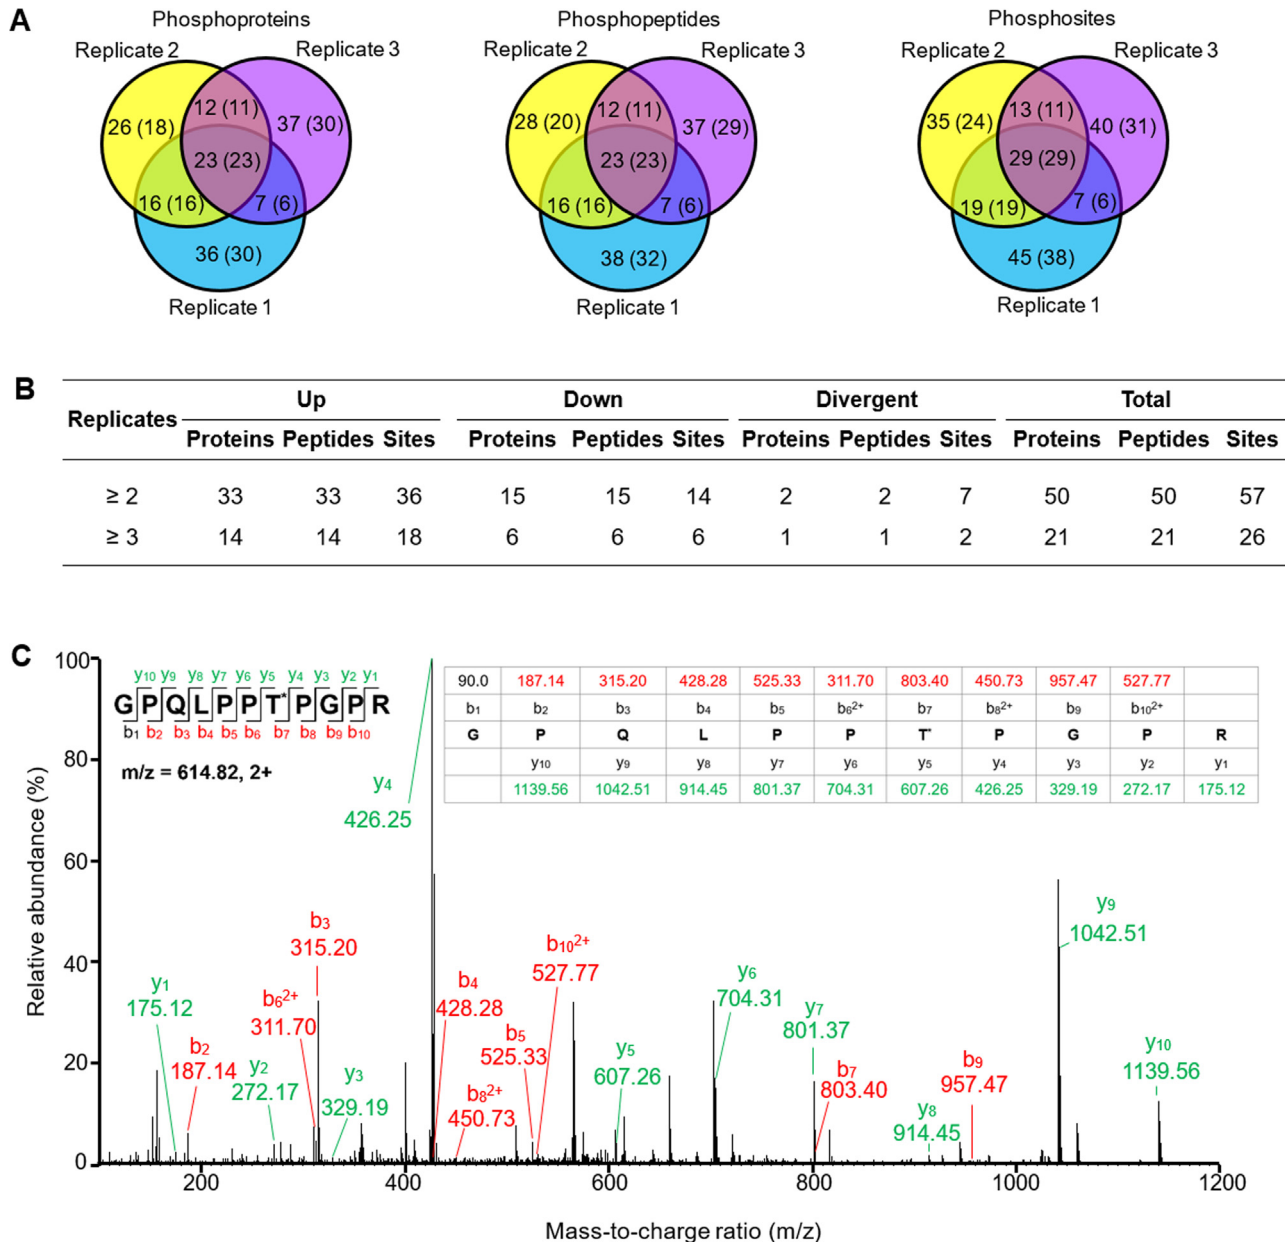 A
Phosphoproteins
Replicate 2
Replicate 3
12 (11)
26 (18)
37 (30)
23 (23)
16 (16)
7 (6)
36 (30)
Replicate 1
Phosphopeptides
Replicate 2
Replicate 3
12 (11)
28 (20)
37 (29)
23 (23)
16 (16)
7 (6)
38 (32)
Replicate 1
Phosphosites
Replicate 2
Replicate 3
13 (11)
35 (24)
40 (31)
29 (29)
19 (19)
7 (6)
45 (38)
Replicate 1
B
Replicates Up Down Divergent Total
Proteins Peptides Sites Proteins Peptides Sites Proteins Peptides Sites Proteins Peptides Sites
≥ 2 33 33 36 15 15 14 2 2 7 50 50 57
≥ 3 14 14 18 6 6 6 1 1 2 21 21 26
C
y10 y9 y8 y7 y6 y5 y4 y3 y2 y1
GPQLPPT*PGPR
b1 b2 b3 b4 b5 b6 b7 b8 b9 b10
m/z = 614.82, 2+
90.0 187.14 315.20 428.28 525.33 311.70 803.40 450.73 957.47 527.77
b1 b2 b3 b4 b5 b6²⁺ b7 b8²⁺ b9 b10²⁺
G P Q L P P T* P G P R
y10 y9 y8 y7 y6 y5 y4 y3 y2 y1
1139.56 1042.51 914.45 801.37 704.31 607.26 426.25 329.19 272.17 175.12
Relative abundance (%)
100
80
60
40
20
0
y1
175.12
b2
187.14
y2
272.17
b6²⁺
311.70
b3
315.20
y3
329.19
y4
426.25
b4
428.28
b8²⁺
450.73
b5
525.33
b10²⁺
527.77
y5
607.26
y6
704.31
y7
801.37
b7
803.40
y8
914.45
b9
957.47
y9
1042.51
y10
1139.56
200 400 600 800 1000 1200
Mass-to-charge ratio (m/z)